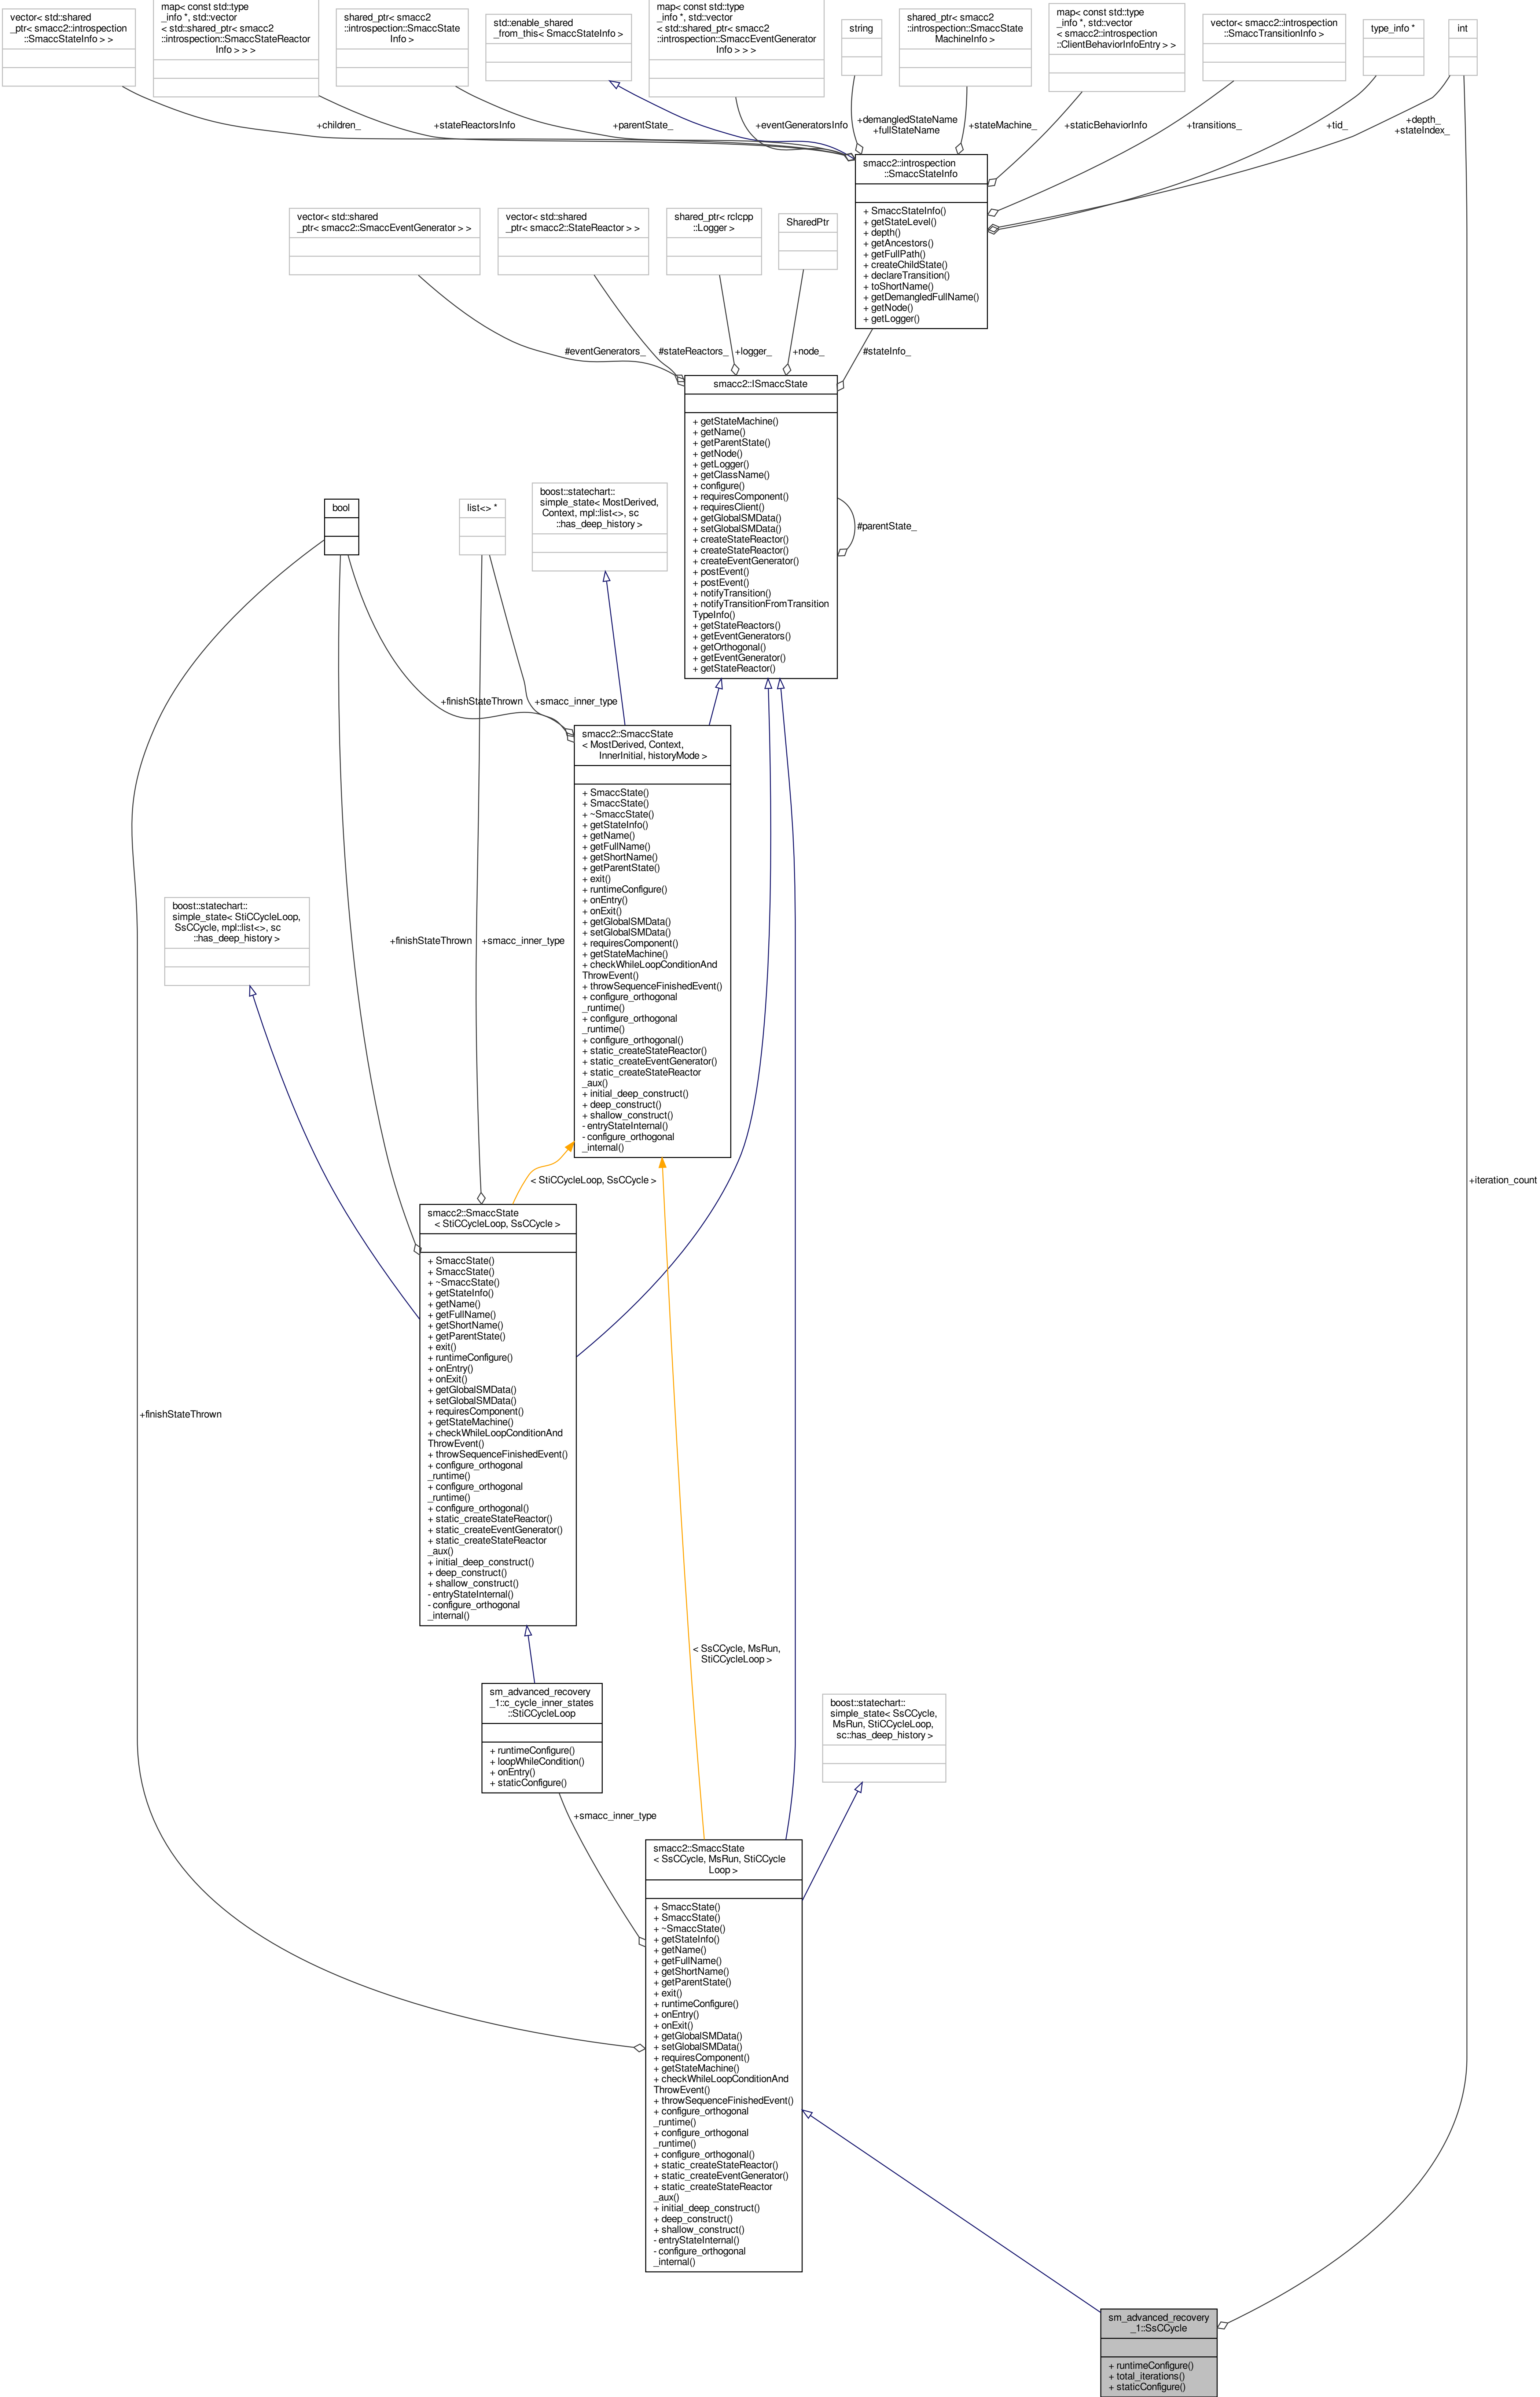 vector< std::shared
_ptr< smacc2::introspection
::SmaccStateInfo > >
map< const std::type
_info *, std::vector
< std::shared_ptr< smacc2
::introspection::SmaccStateReactor
Info > > >
shared_ptr< smacc2
::introspection::SmaccState
Info >
std::enable_shared
_from_this< SmaccStateInfo >
map< const std::type
_info *, std::vector
< std::shared_ptr< smacc2
::introspection::SmaccEventGenerator
Info > > >
string
shared_ptr< smacc2
::introspection::SmaccState
MachineInfo >
map< const std::type
_info *, std::vector
< smacc2::introspection
::ClientBehaviorInfoEntry > >
vector< smacc2::introspection
::SmaccTransitionInfo >
type_info *
int
+children_
+stateReactorsInfo
+parentState_
+eventGeneratorsInfo
+demangledStateName
+fullStateName
+stateMachine_
+staticBehaviorInfo
+transitions_
+tid_
+depth_
+stateIndex_
smacc2::introspection
::SmaccStateInfo
+ SmaccStateInfo()
+ getStateLevel()
+ depth()
+ getAncestors()
+ getFullPath()
+ createChildState()
+ declareTransition()
+ toShortName()
+ getDemangledFullName()
+ getNode()
+ getLogger()
vector< std::shared
_ptr< smacc2::SmaccEventGenerator > >
vector< std::shared
_ptr< smacc2::StateReactor > >
shared_ptr< rclcpp
::Logger >
SharedPtr
#eventGenerators_
#stateReactors_
+logger_
+node_
#stateInfo_
smacc2::ISmaccState
+ getStateMachine()
+ getName()
+ getParentState()
+ getNode()
+ getLogger()
+ getClassName()
+ configure()
+ requiresComponent()
+ requiresClient()
+ getGlobalSMData()
+ setGlobalSMData()
+ createStateReactor()
+ createStateReactor()
+ createEventGenerator()
+ postEvent()
+ postEvent()
+ notifyTransition()
+ notifyTransitionFromTransition
TypeInfo()
+ getStateReactors()
+ getEventGenerators()
+ getOrthogonal()
+ getEventGenerator()
+ getStateReactor()
#parentState_
bool
list<> *
boost::statechart::
simple_state< MostDerived,
Context, mpl::list<>, sc
::has_deep_history >
+finishStateThrown
+smacc_inner_type
smacc2::SmaccState
< MostDerived, Context,
InnerInitial, historyMode >
+ SmaccState()
+ SmaccState()
+ ~SmaccState()
+ getStateInfo()
+ getName()
+ getFullName()
+ getShortName()
+ getParentState()
+ exit()
+ runtimeConfigure()
+ onEntry()
+ onExit()
+ getGlobalSMData()
+ setGlobalSMData()
+ requiresComponent()
+ getStateMachine()
+ checkWhileLoopConditionAnd
ThrowEvent()
+ throwSequenceFinishedEvent()
+ configure_orthogonal
_runtime()
+ configure_orthogonal
_runtime()
+ configure_orthogonal()
+ static_createStateReactor()
+ static_createEventGenerator()
+ static_createStateReactor
_aux()
+ initial_deep_construct()
+ deep_construct()
+ shallow_construct()
- entryStateInternal()
- configure_orthogonal
_internal()
boost::statechart::
simple_state< StiCCycleLoop,
SsCCycle, mpl::list<>, sc
::has_deep_history >
+finishStateThrown
+smacc_inner_type
< StiCCycleLoop, SsCCycle >
+iteration_count
smacc2::SmaccState
< StiCCycleLoop, SsCCycle >
+ SmaccState()
+ SmaccState()
+ ~SmaccState()
+ getStateInfo()
+ getName()
+ getFullName()
+ getShortName()
+ getParentState()
+ exit()
+ runtimeConfigure()
+ onEntry()
+ onExit()
+ getGlobalSMData()
+ setGlobalSMData()
+ requiresComponent()
+ getStateMachine()
+ checkWhileLoopConditionAnd
ThrowEvent()
+ throwSequenceFinishedEvent()
+ configure_orthogonal
_runtime()
+ configure_orthogonal
_runtime()
+ configure_orthogonal()
+ static_createStateReactor()
+ static_createEventGenerator()
+ static_createStateReactor
_aux()
+ initial_deep_construct()
+ deep_construct()
+ shallow_construct()
- entryStateInternal()
- configure_orthogonal
_internal()
+finishStateThrown
< SsCCycle, MsRun,
StiCCycleLoop >
sm_advanced_recovery
_1::c_cycle_inner_states
::StiCCycleLoop
+ runtimeConfigure()
+ loopWhileCondition()
+ onEntry()
+ staticConfigure()
boost::statechart::
simple_state< SsCCycle,
MsRun, StiCCycleLoop,
sc::has_deep_history >
+smacc_inner_type
smacc2::SmaccState
< SsCCycle, MsRun, StiCCycle
Loop >
+ SmaccState()
+ SmaccState()
+ ~SmaccState()
+ getStateInfo()
+ getName()
+ getFullName()
+ getShortName()
+ getParentState()
+ exit()
+ runtimeConfigure()
+ onEntry()
+ onExit()
+ getGlobalSMData()
+ setGlobalSMData()
+ requiresComponent()
+ getStateMachine()
+ checkWhileLoopConditionAnd
ThrowEvent()
+ throwSequenceFinishedEvent()
+ configure_orthogonal
_runtime()
+ configure_orthogonal
_runtime()
+ configure_orthogonal()
+ static_createStateReactor()
+ static_createEventGenerator()
+ static_createStateReactor
_aux()
+ initial_deep_construct()
+ deep_construct()
+ shallow_construct()
- entryStateInternal()
- configure_orthogonal
_internal()
sm_advanced_recovery
_1::SsCCycle
+ runtimeConfigure()
+ total_iterations()
+ staticConfigure()